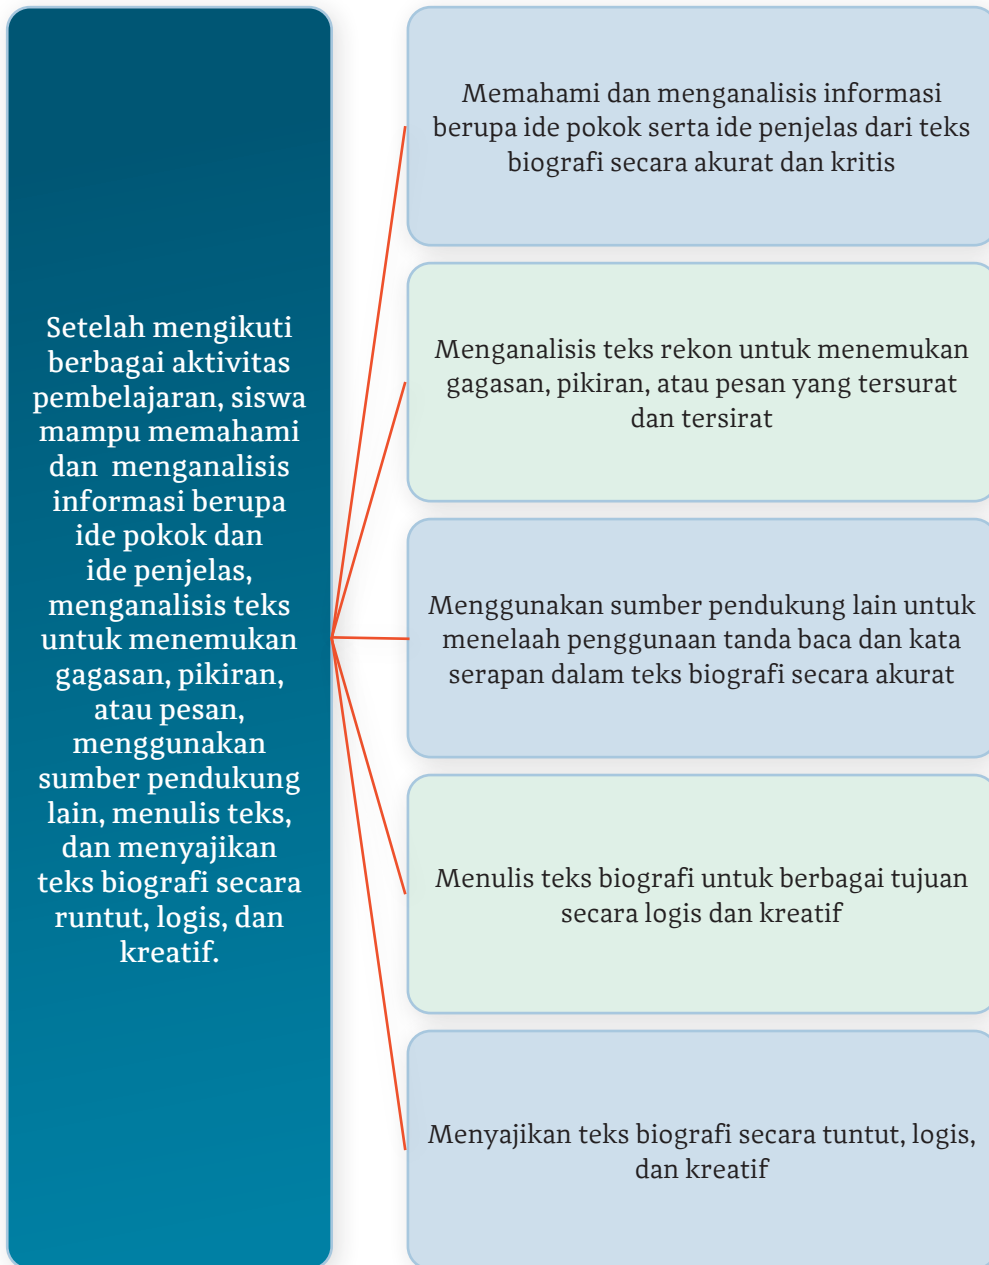 Setelah mengikuti
berbagai aktivitas
pembelajaran, siswa
mampu memahami
dan menganalisis
informasi berupa
ide pokok dan
ide penjelas,
menganalisis teks
untuk menemukan
gagasan, pikiran,
atau pesan,
menggunakan
sumber pendukung
lain, menulis teks,
dan menyajikan
teks biografi secara
runtut, logis, dan
kreatif.
Memahami dan menganalisis informasi
berupa ide pokok serta ide penjelas dari teks
biografi secara akurat dan kritis
Menganalisis teks rekon untuk menemukan
gagasan, pikiran, atau pesan yang tersurat
dan tersirat
Menggunakan sumber pendukung lain untuk
menelaah penggunaan tanda baca dan kata
serapan dalam teks biografi secara akurat
Menulis teks biografi untuk berbagai tujuan
secara logis dan kreatif
Menyajikan teks biografi secara tuntut, logis,
dan kreatif